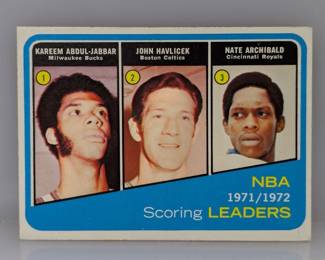 KAREEM ABDUL-JABBAR
Milwaukee Bucks
JOHN HAVLICEK
Boston Celtics
NATE ARCHIBALD
Cincinnati Royals
1
2
3
NBA
1971/1972
Scoring LEADERS